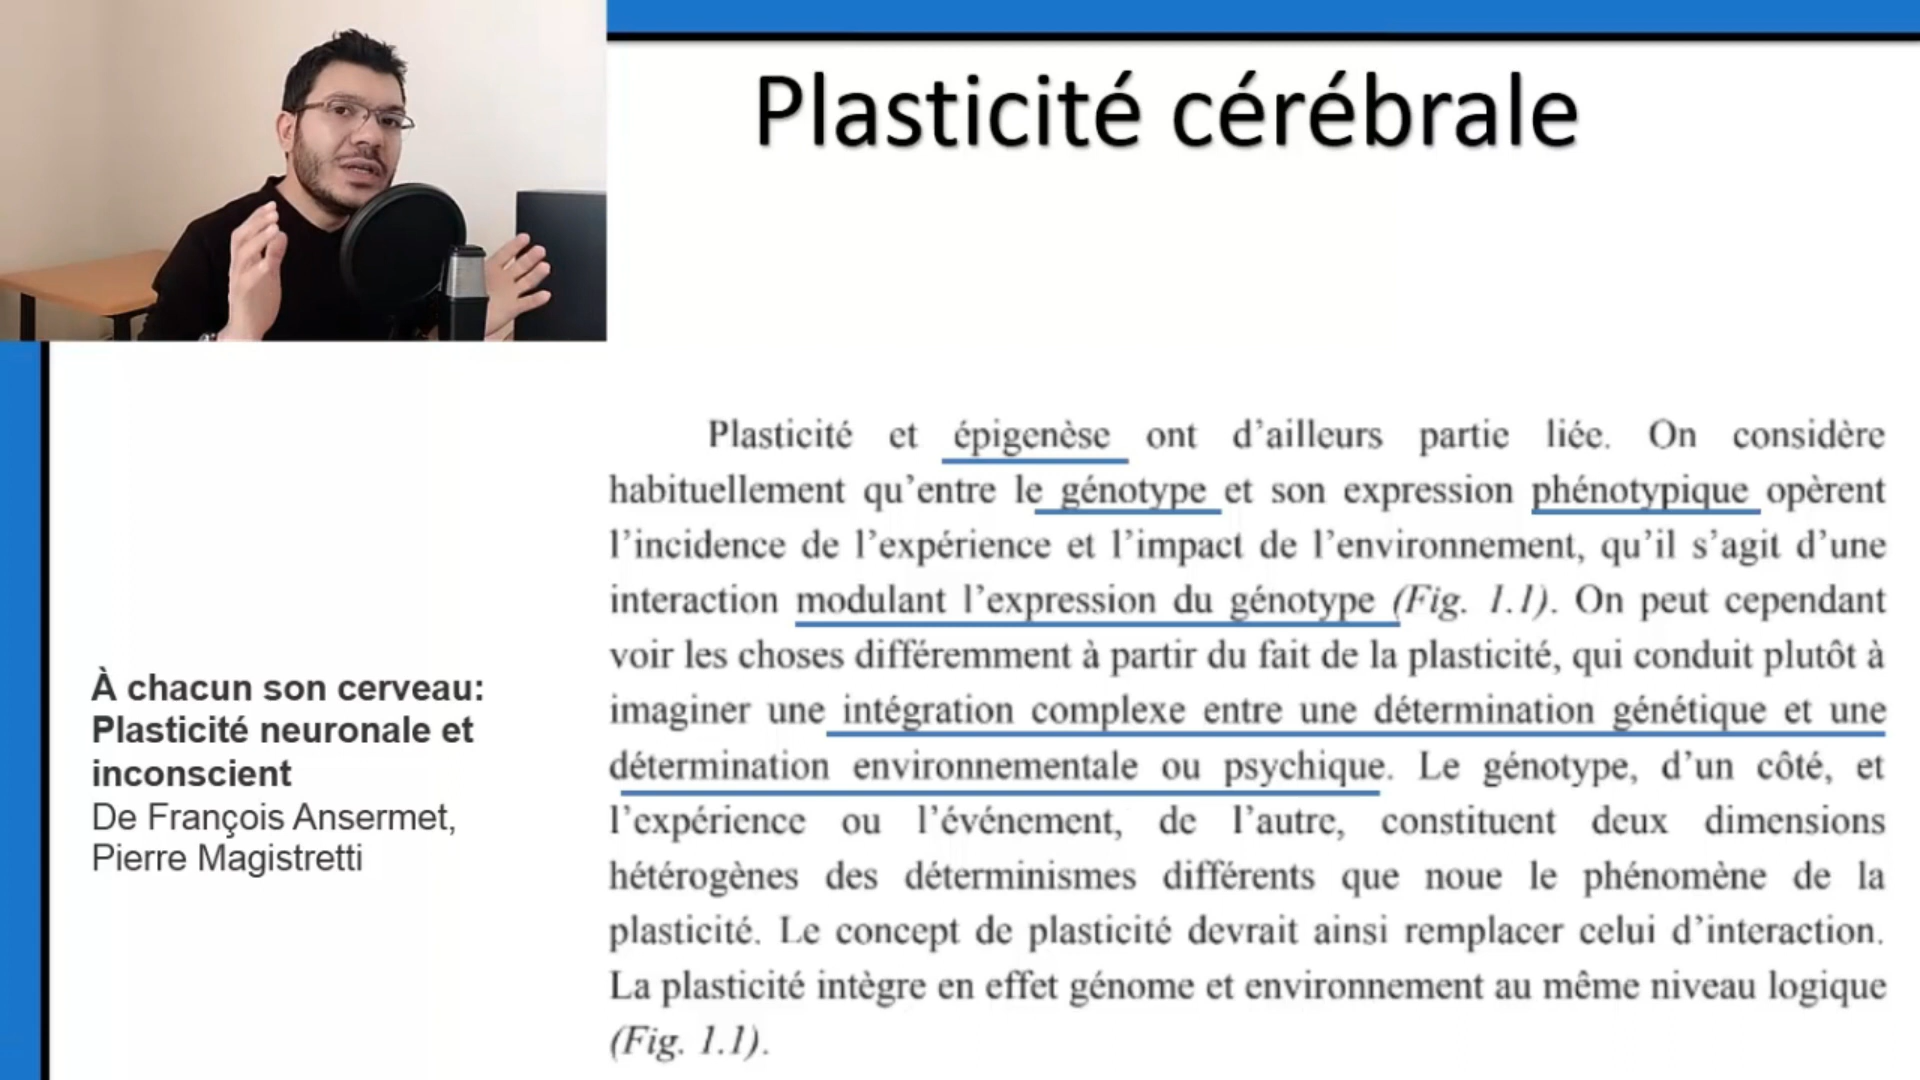 Plasticité cérébrale
Plasticité et épigenèse ont d’ailleurs partie liée. On considère
habituellement qu’entre le génotype et son expression phénotypique opèrent
l’incidence de l’expérience et l’impact de l’environnement, qu’il s’agit d’une
interaction modulant l’expression du génotype (Fig. 1.1). On peut cependant
voir les choses différemment à partir du fait de la plasticité, qui conduit plutôt à
imaginer une intégration complexe entre une détermination génétique et une
détermination environnementale ou psychique. Le génotype, d’un côté, et
l’expérience ou l’événement, de l’autre, constituent deux dimensions
hétérogènes des déterminismes différents que noue le phénomène de la
plasticité. Le concept de plasticité devrait ainsi remplacer celui d’interaction.
La plasticité intègre en effet génome et environnement au même niveau logique
(Fig. 1.1).
À chacun son cerveau:
Plasticité neuronale et
inconscient
De François Ansermet,
Pierre Magistretti